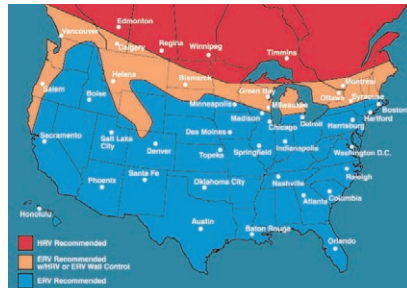 Edmonton
Vancouver
Calgary
Regina
Winnipeg
Timmins
Helena
Bismarck
Green Bay
Montreal
Ottawa
Syracuse
Salem
Boise
Minneapolis
Milwaukee
Boston
Madison
Hartford
Chicago
Detroit
Harrisburg
Sacramento
Salt Lake
City
Denver
Des Moines
Topeka
Springfield
Indianapolis
Washington D.C.
Phoenix
Santa Fe
Oklahoma City
Nashville
Raleigh
Atlanta
Columbia
Honolulu
Austin
Baton Rouge
Orlando
HRV Recommended
ERV Recommended
w/HRV or ERV Wall Control
ERV Recommended